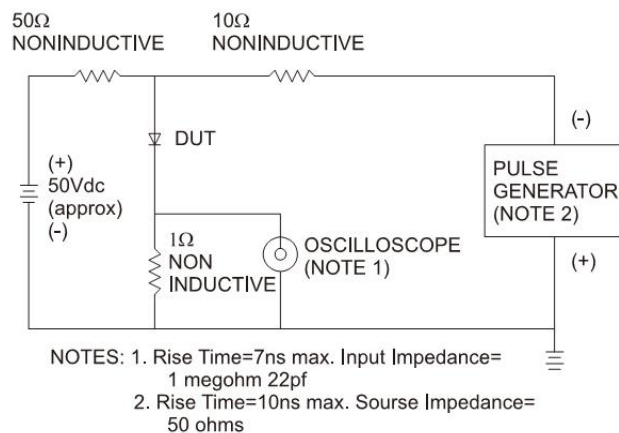 50Ω
NONINDUCTIVE
10Ω
NONINDUCTIVE
DUT
(+)
50Vdc
(approx)
(-)
1Ω
NON
INDUCTIVE
OSCILLOSCOPE
(NOTE 1)
(-)
PULSE
GENERATOR
(NOTE 2)
(+)
NOTES: 1. Rise Time=7ns max. Input Impedance=
1 megohm 22pf
2. Rise Time=10ns max. Sourse Impedance=
50 ohms